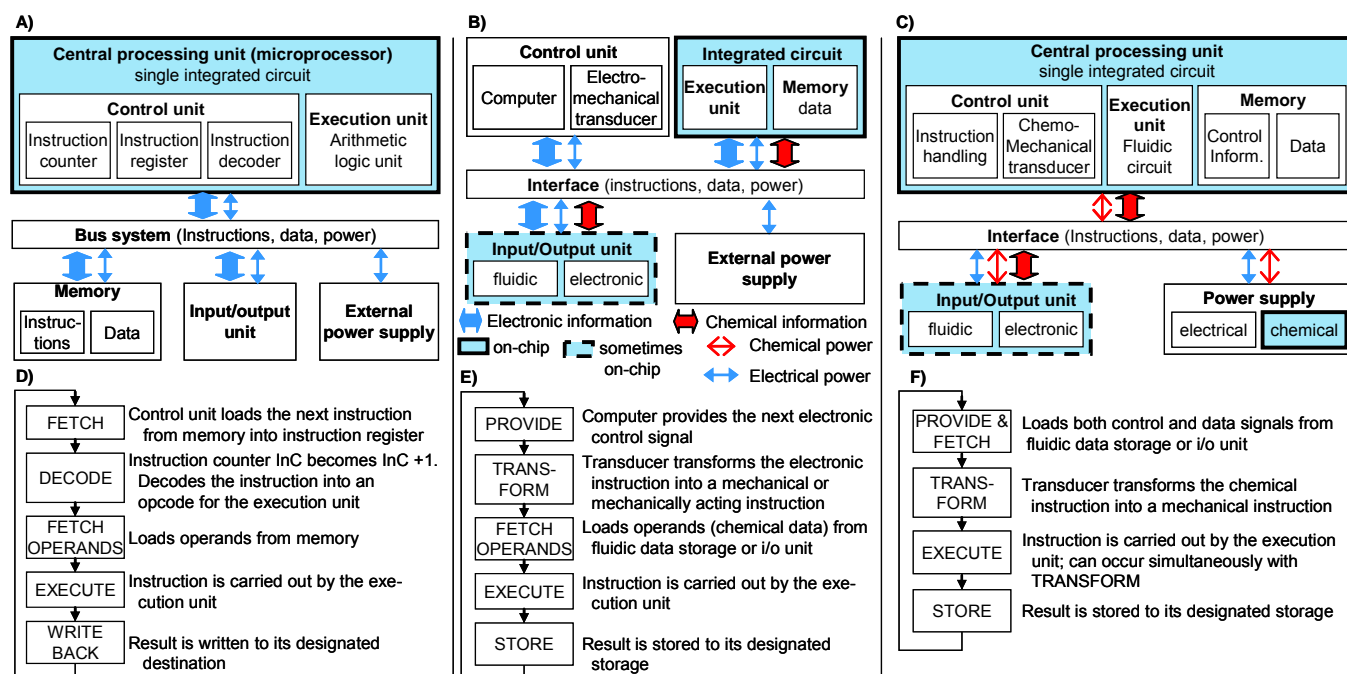 A)
Central processing unit (microprocessor)
single integrated circuit
Control unit
Instruction
counter
Instruction
register
Instruction
decoder
Execution unit
Arithmetic
logic unit
Bus system (Instructions, data, power)
Memory
Instruc-
tions
Data
Input/output
unit
External
power supply
B)
Control unit
Computer
Electro-
mechanical
transducer
Integrated circuit
Execution
unit
Memory
data
Interface (instructions, data, power)
Input/Output unit
fluidic
electronic
External power
supply
Electronic information
Chemical information
on-chip
sometimes
on-chip
Chemical power
Electrical power
C)
Central processing unit
single integrated circuit
Control unit
Instruction
handling
Chemo-
Mechanical
transducer
Execution
unit
Fluidic
circuit
Memory
Control
Inform.
Data
Interface (Instructions, data, power)
Input/Output unit
fluidic
electronic
Power supply
electrical
chemical
D)
FETCH
Control unit loads the next instruction
from memory into instruction register
DECODE
Instruction counter InC becomes InC +1.
Decodes the instruction into an
opcode for the execution unit
FETCH
OPERANDS
Loads operands from memory
EXECUTE
Instruction is carried out by the exe-
cution unit
WRITE
BACK
Result is written to its designated
destination
E)
PROVIDE
Computer provides the next electronic
control signal
TRANS-
FORM
Transducer transforms the electronic
instruction into a mechanical or
mechanically acting instruction
FETCH
OPERANDS
Loads operands (chemical data) from
fluidic data storage or i/o unit
EXECUTE
Instruction is carried out by the exe-
cution unit
STORE
Result is stored to its designated
storage
F)
PROVIDE &
FETCH
Loads both control and data signals from
fluidic data storage or i/o unit
TRANS-
FORM
Transducer transforms the chemical
instruction into a mechanical instruction
EXECUTE
Instruction is carried out by the execution
unit; can occur simultaneously with
TRANSFORM
STORE
Result is stored to its designated storage